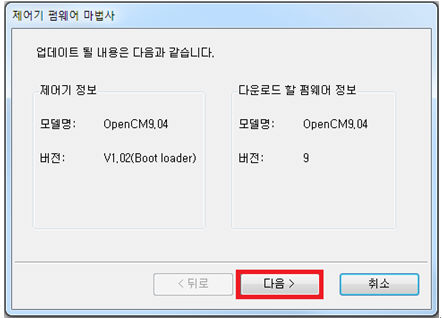 제어기 펌웨어 마법사
업데이트 될 내용은 다음과 같습니다.
제어기 정보
모델명: OpenCM9.04
버전: V1.02(Boot loader)
다운로드 할 펌웨어 정보
모델명: OpenCM9.04
버전: 9
< 뒤로 다음 > 취소